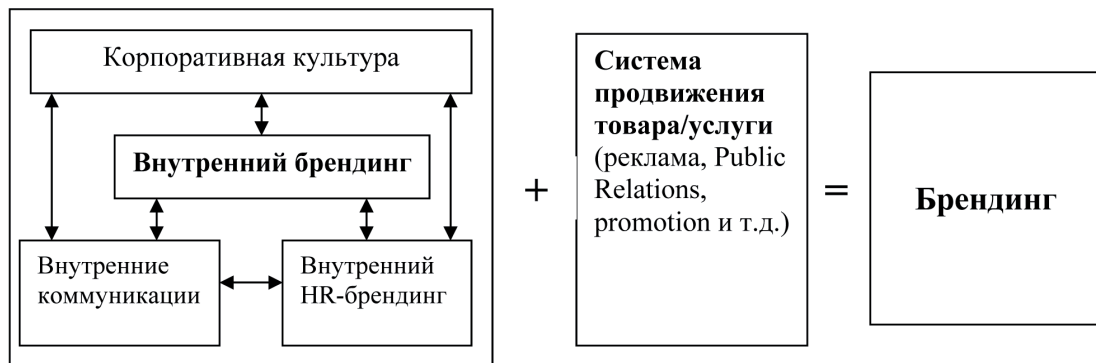 Корпоративная культура
Внутренний брендинг
Внутренние
коммуникации
Внутренний
HR-брендинг
+
Система
продвижения
товара/услуги
(реклама, Public
Relations,
promotion и т.д.)
=
Брендинг